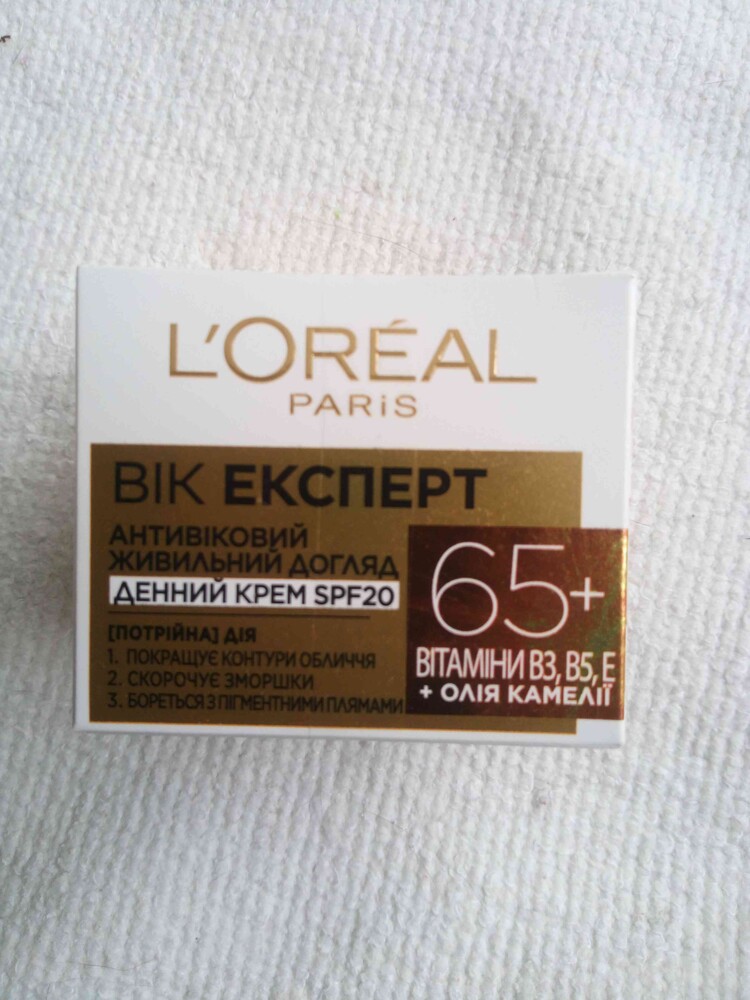 L'ORÉAL
PARiS
ВІК ЕКСПЕРТ
АНТИВІКОВИЙ
ЖИВИЛЬНИЙ ДОГЛЯД
ДЕННИЙ КРЕМ SPF20
[ПОТРІЙНА] ДІЯ
1. ПОКРАЩУЄ КОНТУРИ ОБЛИЧЧЯ
2. СКОРОЧУЄ ЗМОРШКИ
3. БОРЕТЬСЯ З ПІГМЕНТНИМИ ПЛЯМАМИ
65+
ВІТАМІНИ B3, B5, E
+ ОЛІЯ КАМЕЛІЇ